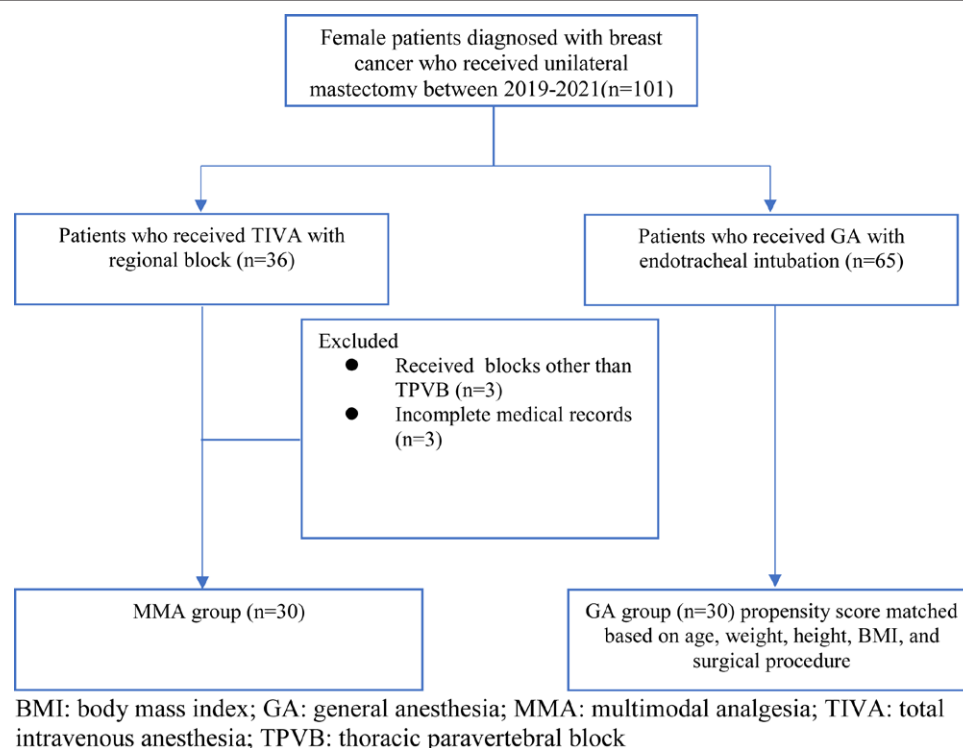 Female patients diagnosed with breast
cancer who received unilateral
mastectomy between 2019-2021(n=101)
Patients who received TIVA with
regional block (n=36)
Patients who received GA with
endotracheal intubation (n=65)
Excluded
● Received blocks other than
TPVB (n=3)
● Incomplete medical records
(n=3)
MMA group (n=30)
GA group (n=30) propensity score matched
based on age, weight, height, BMI, and
surgical procedure
BMI: body mass index; GA: general anesthesia; MMA: multimodal analgesia; TIVA: total
intravenous anesthesia; TPVB: thoracic paravertebral block